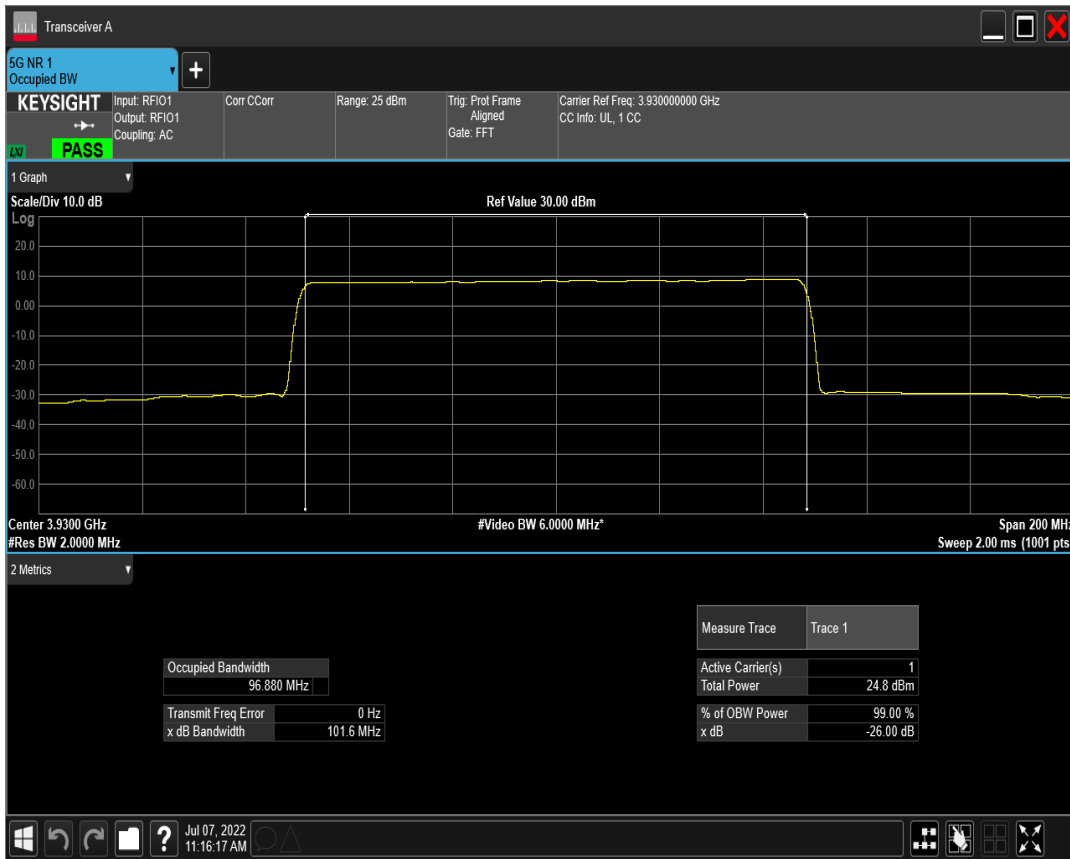 Transceiver A
5G NR 1
Occupied BW
KEYSIGHT
LXI
PASS
Input: RFIO1
Output: RFIO1
Coupling: AC
Corr CCorr
Range: 25 dBm
Trig: Prot Frame
Aligned
Gate: FFT
Carrier Ref Freq: 3.930000000 GHz
CC Info: UL, 1 CC
1 Graph
Scale/Div 10.0 dB
Ref Value 30.00 dBm
Log
20.0
10.0
0.00
-10.0
-20.0
-30.0
-40.0
-50.0
-60.0
Center 3.9300 GHz
#Video BW 6.0000 MHz*
Span 200 MHz
#Res BW 2.0000 MHz
Sweep 2.00 ms (1001 pts
2 Metrics
Measure Trace Trace 1
Occupied Bandwidth
96.880 MHz
Active Carrier(s) 1
Total Power 24.8 dBm
Transmit Freq Error 0 Hz
x dB Bandwidth 101.6 MHz
% of OBW Power 99.00 %
x dB -26.00 dB
?
Jul 07, 2022
11:16:17 AM